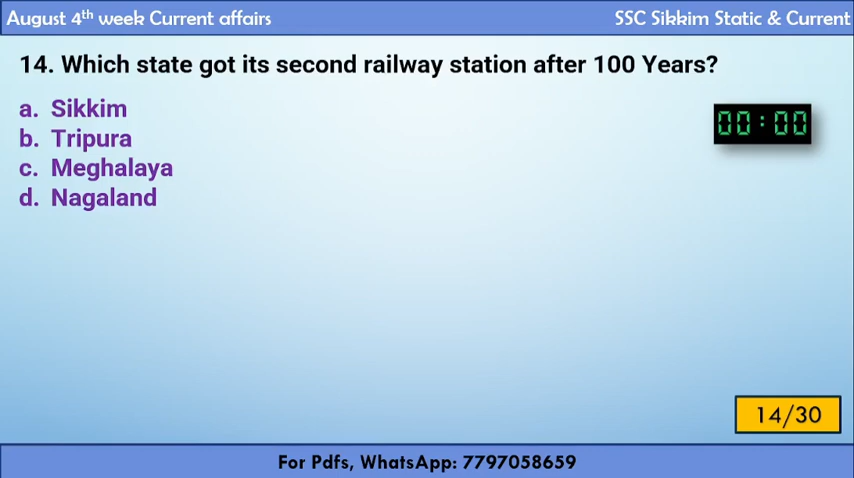 August 4th week Current affairs
SSC Sikkim Static & Current
14. Which state got its second railway station after 100 Years?
a. Sikkim
00:00
b. Tripura
c. Meghalaya
d. Nagaland
14/30
For Pdfs, WhatsApp: 7797058659